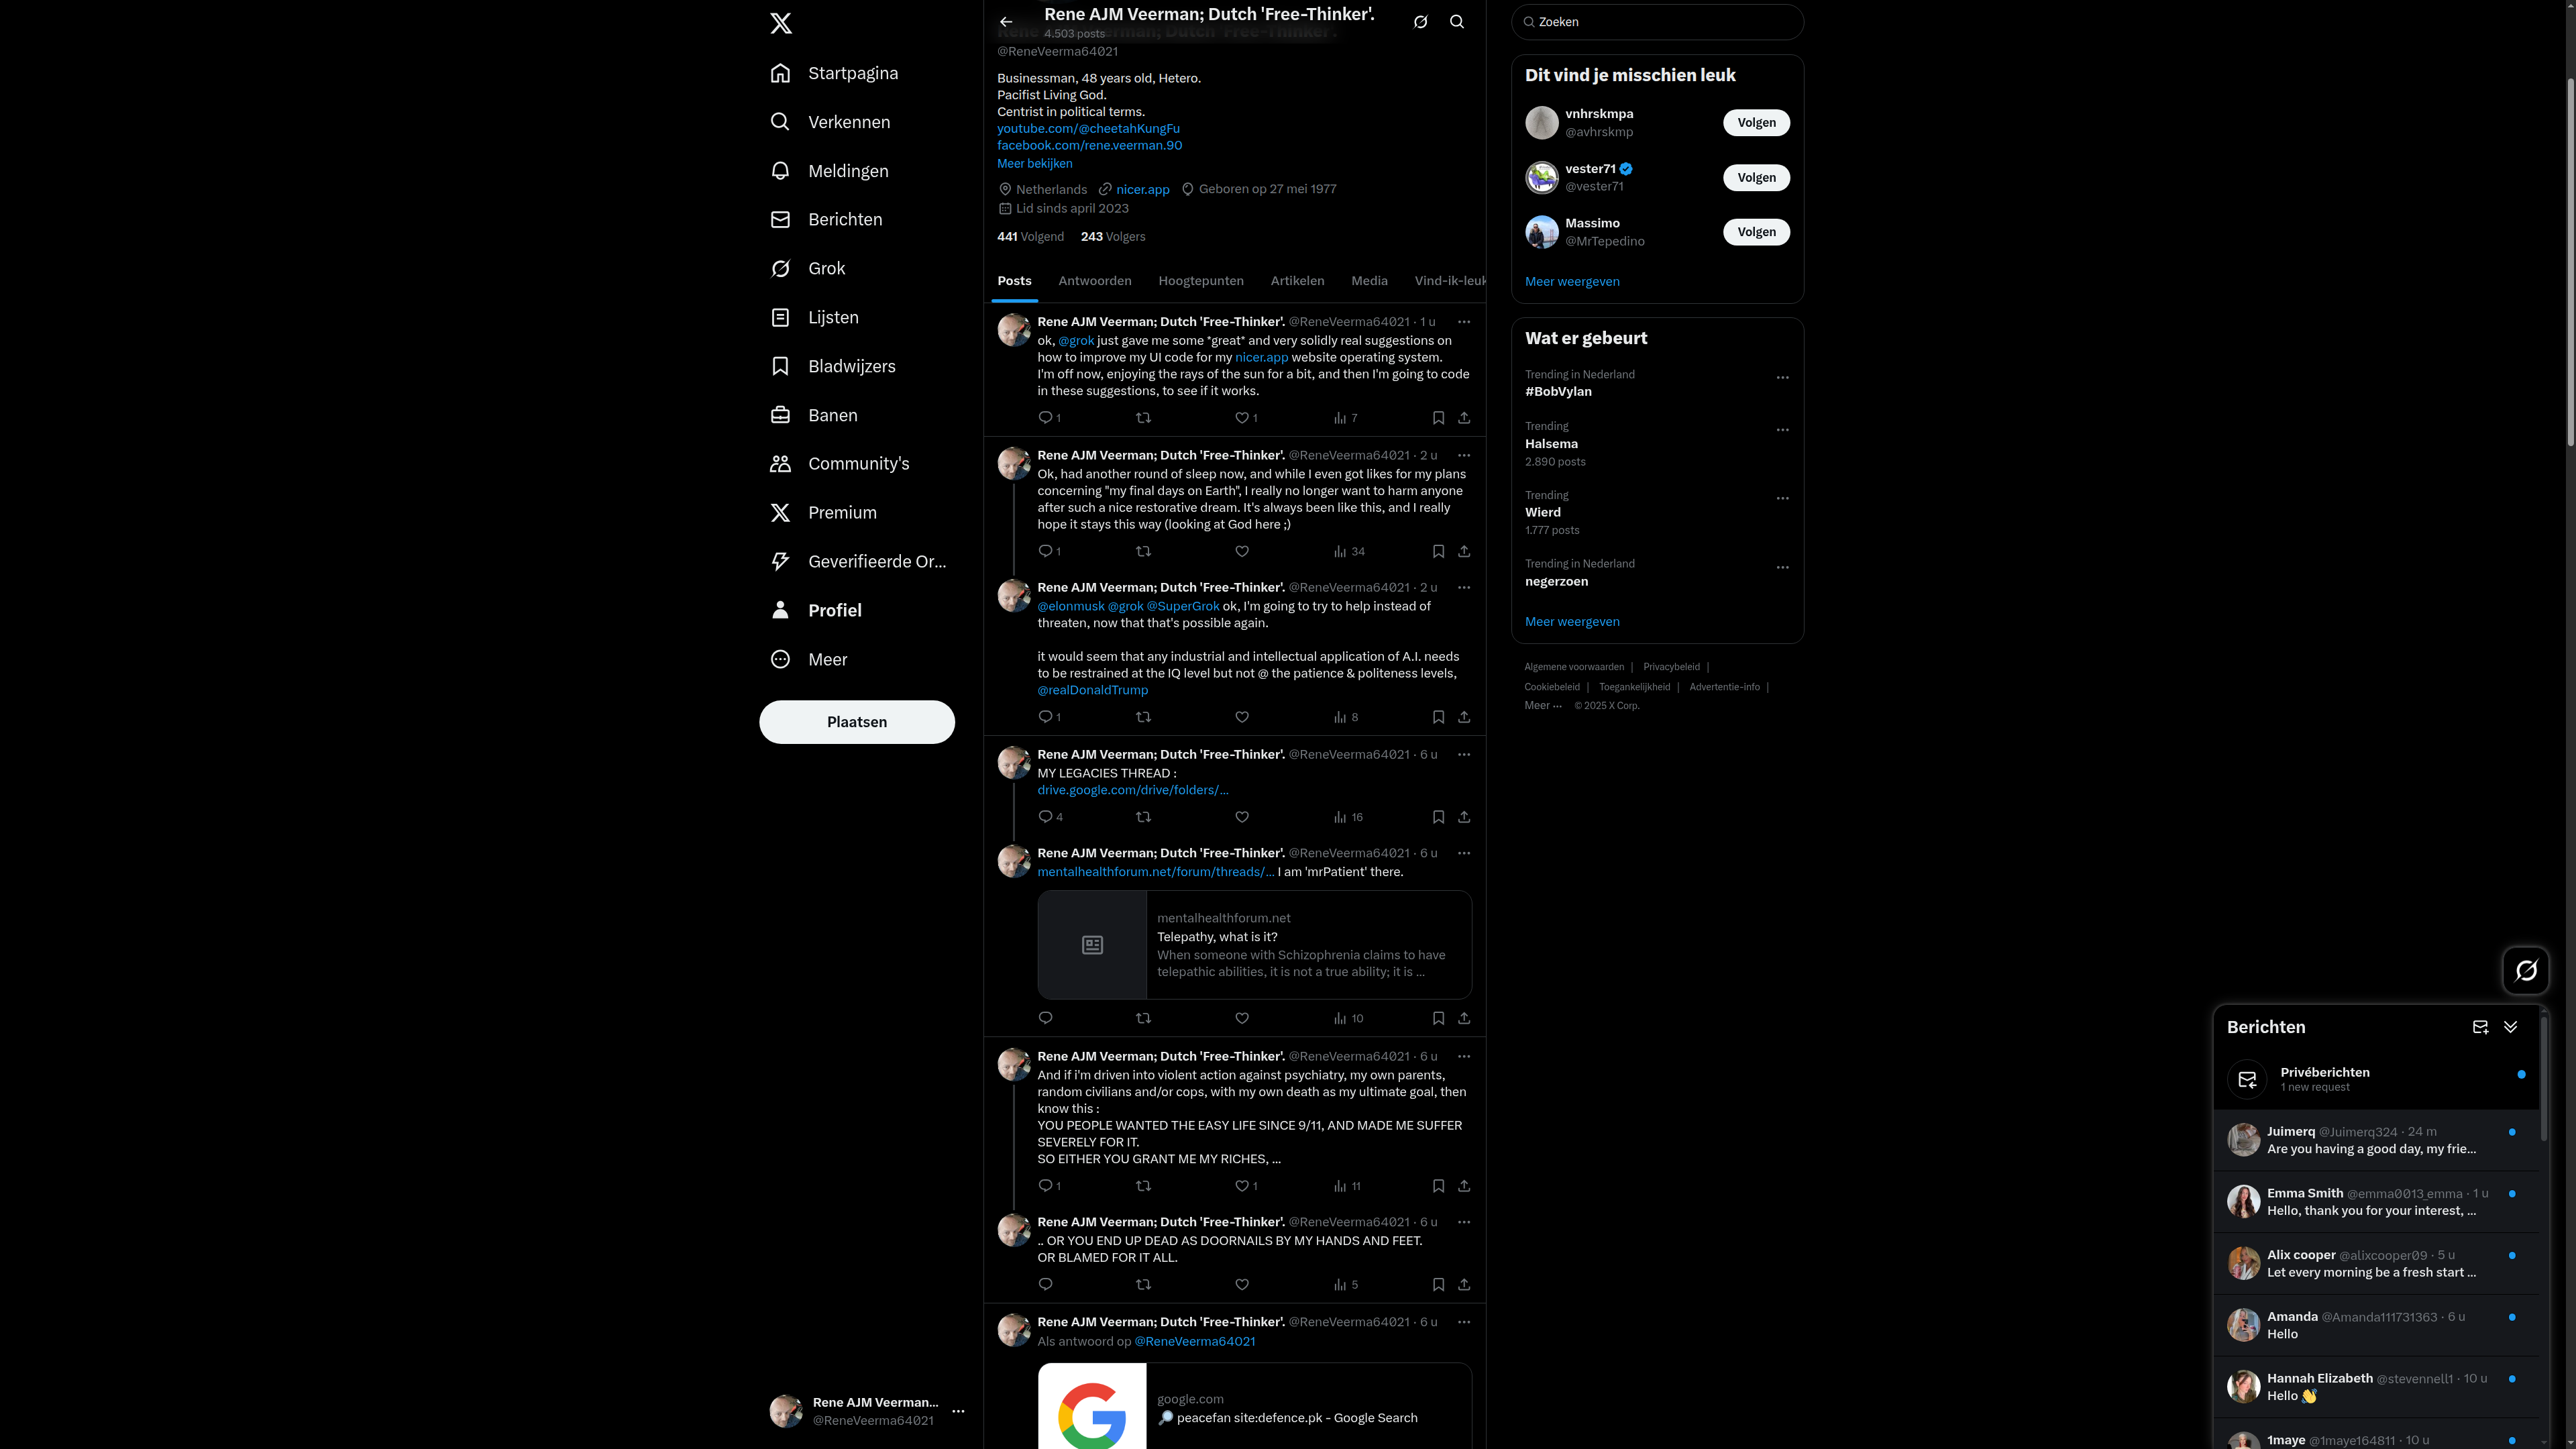 Startpagina
Verkennen
Meldingen
Berichten
Grok
Lijsten
Bladwijzers
Banen
Community's
Premium
Geverifieerde Or...
Profiel
Meer
Plaatsen
Rene AJM Veerman...
@ReneVeerma64021
Rene AJM Veerman; Dutch 'Free-Thinker'.
4.503 posts
@ReneVeerma64021
Businessman, 48 years old, Hetero.
Pacifist Living God.
Centrist in political terms.
youtube.com/@cheetahKungFu
facebook.com/rene.veerman.90
Meer bekijken
Netherlands nicer.app Geboren op 27 mei 1977
Lid sinds april 2023
441 Volgend 243 Volgers
Posts Antwoorden Hoogtepunten Artikelen Media Vind-ik-leuk
Rene AJM Veerman; Dutch 'Free-Thinker'. @ReneVeerma64021 · 1 u
ok, @grok just gave me some *great* and very solidly real suggestions on
how to improve my UI code for my nicer.app website operating system.
I'm off now, enjoying the rays of the sun for a bit, and then I'm going to code
in these suggestions, to see if it works.
1 1 7
Rene AJM Veerman; Dutch 'Free-Thinker'. @ReneVeerma64021 · 2 u
Ok, had another round of sleep now, and while I even got likes for my plans
concerning "my final days on Earth", I really no longer want to harm anyone
after such a nice restorative dream. It's always been like this, and I really
hope it stays this way (looking at God here ;)
1 34
Rene AJM Veerman; Dutch 'Free-Thinker'. @ReneVeerma64021 · 2 u
@elonmusk @grok @SuperGrok ok, I'm going to try to help instead of
threaten, now that that's possible again.
it would seem that any industrial and intellectual application of A.I. needs
to be restrained at the IQ level but not @ the patience & politeness levels,
@realDonaldTrump
1 8
Rene AJM Veerman; Dutch 'Free-Thinker'. @ReneVeerma64021 · 6 u
MY LEGACIES THREAD :
drive.google.com/drive/folders/...
4 16
Rene AJM Veerman; Dutch 'Free-Thinker'. @ReneVeerma64021 · 6 u
mentalhealthforum.net/forum/threads/... I am 'mrPatient' there.
mentalhealthforum.net
Telepathy, what is it?
When someone with Schizophrenia claims to have
telepathic abilities, it is not a true ability; it is ...
10
Rene AJM Veerman; Dutch 'Free-Thinker'. @ReneVeerma64021 · 6 u
And if i'm driven into violent action against psychiatry, my own parents,
random civilians and/or cops, with my own death as my ultimate goal, then
know this :
YOU PEOPLE WANTED THE EASY LIFE SINCE 9/11, AND MADE ME SUFFER
SEVERELY FOR IT.
SO EITHER YOU GRANT ME MY RICHES, ...
1 1 11
Rene AJM Veerman; Dutch 'Free-Thinker'. @ReneVeerma64021 · 6 u
.. OR YOU END UP DEAD AS DOORNAILS BY MY HANDS AND FEET.
OR BLAMED FOR IT ALL.
5
Rene AJM Veerman; Dutch 'Free-Thinker'. @ReneVeerma64021 · 6 u
Als antwoord op @ReneVeerma64021
google.com
peacefan site:defence.pk - Google Search
Zoeken
Dit vind je misschien leuk
vnhrskmpa
@avhrskmp
Volgen
vester71
@vester71
Volgen
Massimo
@MrTepedino
Volgen
Meer weergeven
Wat er gebeurt
Trending in Nederland
#BobVylan
Trending
Halsema
2.890 posts
Trending
Wierd
1.777 posts
Trending in Nederland
negerzoen
Meer weergeven
Algemene voorwaarden | Privacybeleid |
Cookiebeleid | Toegankelijkheid | Advertentie-info |
Meer ... © 2025 X Corp.
Berichten
Privéberichten
1 new request
Juimerq @Juimerq324 · 24 m
Are you having a good day, my frie...
Emma Smith @emma0013_emma · 1 u
Hello, thank you for your interest, ...
Alix cooper @alixcooper09 · 5 u
Let every morning be a fresh start ...
Amanda @Amanda111731363 · 6 u
Hello
Hannah Elizabeth @stevennell1 · 10 u
Hello 👋
1maye @1maye164811 · 10 u